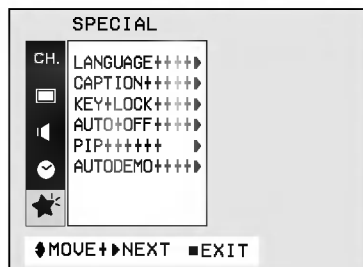 SPECIAL
CH.
LANGUAGE++++▶
CAPTION+++++▶
KEY+LOCK++++▶
AUTO+OFF++++▶
PIP++++++ ▶
AUTODEMO++++▶
♦MOVE+▶NEXT ■EXIT